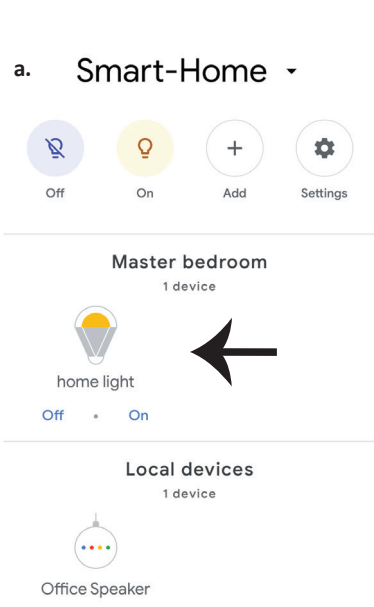 a. Smart-Home
Off On Add Settings
Master bedroom
1 device
home light
Off • On
Local devices
1 device
Office Speaker